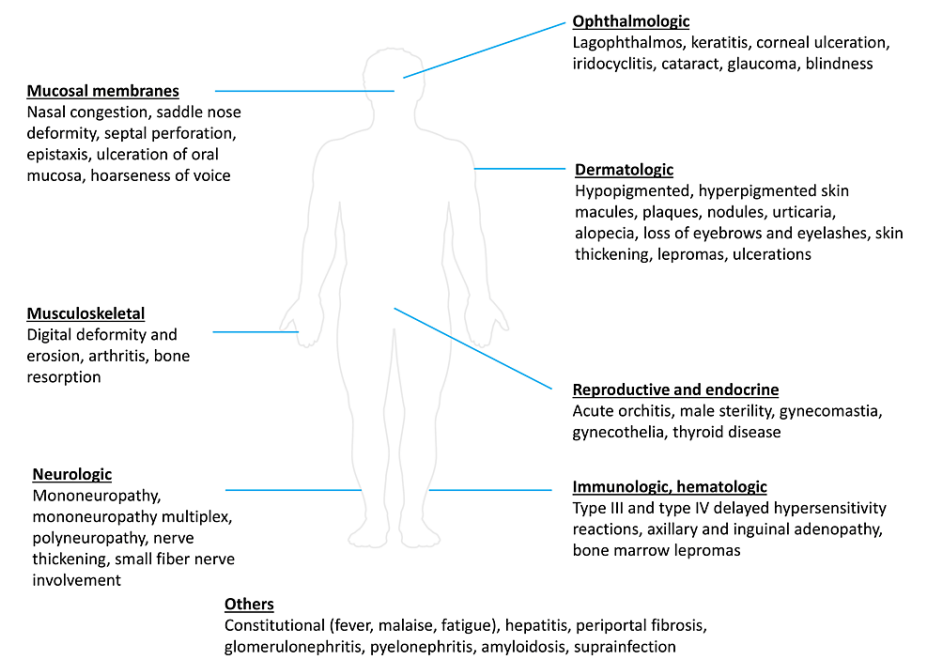 Ophthalmologic
Lagophthalmos, keratitis, corneal ulceration,
iridocyclitis, cataract, glaucoma, blindness
Mucosal membranes
Nasal congestion, saddle nose
deformity, septal perforation,
epistaxis, ulceration of oral
mucosa, hoarseness of voice
Dermatologic
Hypopigmented, hyperpigmented skin
macules, plaques, nodules, urticaria,
alopecia, loss of eyebrows and eyelashes, skin
thickening, lepromas, ulcerations
Musculoskeletal
Digital deformity and
erosion, arthritis, bone
resorption
Reproductive and endocrine
Acute orchitis, male sterility, gynecomastia,
gynecothelia, thyroid disease
Neurologic
Mononeuropathy,
mononeuropathy multiplex,
polyneuropathy, nerve
thickening, small fiber nerve
involvement
Immunologic, hematologic
Type III and type IV delayed hypersensitivity
reactions, axillary and inguinal adenopathy,
bone marrow lepromas
Others
Constitutional (fever, malaise, fatigue), hepatitis, periportal fibrosis,
glomerulonephritis, pyelonephritis, amyloidosis, suprainfection